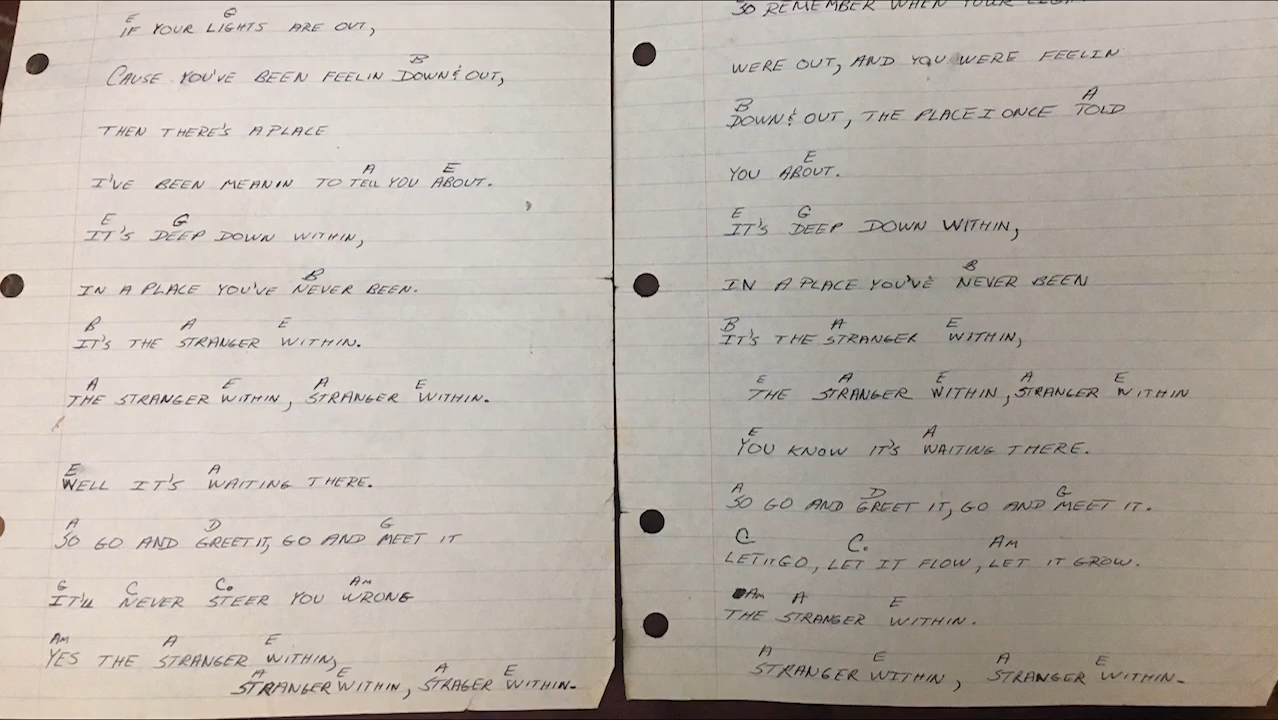 E G
IF YOUR LIGHTS ARE OUT,
B
CAUSE YOU'VE BEEN FEELIN DOWN & OUT,
THEN THERE'S A PLACE
A E
I'VE BEEN MEANIN TO TELL YOU ABOUT.
E G
IT'S DEEP DOWN WITHIN,
B
IN A PLACE YOU'VE NEVER BEEN.
B A E
IT'S THE STRANGER WITHIN.
A E A E
THE STRANGER WITHIN, STRANGER WITHIN.
E A
WELL IT'S WAITING THERE.
A D G
SO GO AND GREET IT, GO AND MEET IT
G C C. Am
IT'LL NEVER STEER YOU WRONG
Am A E
YES THE STRANGER WITHIN,
A E A E
STRANGER WITHIN, STRAGER WITHIN.
SO REMEMBER WHEN YOUR
WERE OUT, AND YOU WERE FEELIN
B A
DOWN & OUT, THE PLACE I ONCE TOLD
E
YOU ABOUT.
E G
IT'S DEEP DOWN WITHIN,
B
IN A PLACE YOU'VE NEVER BEEN
B A E
IT'S THE STRANGER WITHIN,
E A E A E
THE STRANGER WITHIN, STRANGER WITHIN
E A
YOU KNOW IT'S WAITING THERE.
A D G
SO GO AND GREET IT, GO AND MEET IT.
C C. Am
LET IT GO, LET IT FLOW, LET IT GROW.
Am A E
THE STRANGER WITHIN.
A E A E
STRANGER WITHIN, STRANGER WITHIN.